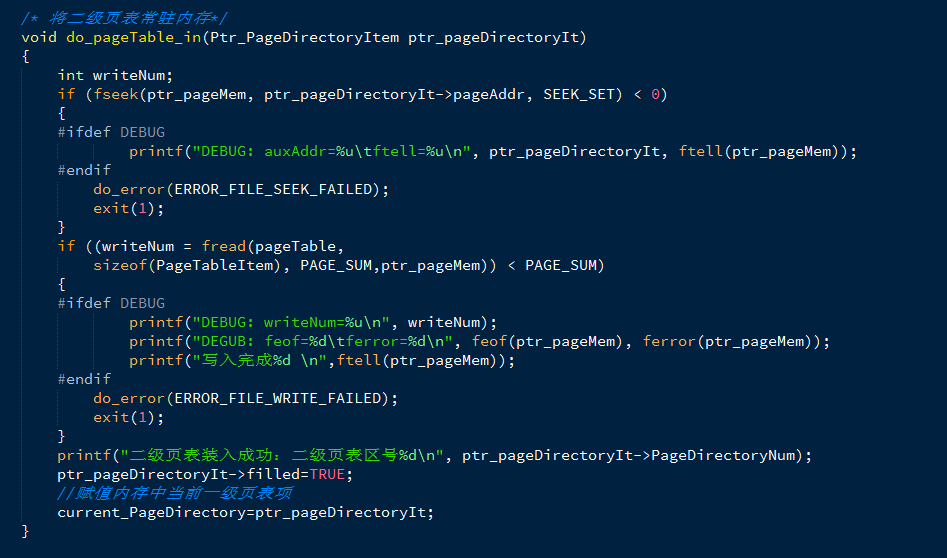 /* 将二级页表常驻内存*/
void do_pageTable_in(Ptr_PageDirectoryItem ptr_pageDirectoryIt)
{
    int writeNum;
    if (fseek(ptr_pageMem, ptr_pageDirectoryIt->pageAddr, SEEK_SET) < 0)
    {
    #ifdef DEBUG
            printf("DEBUG: auxAddr=%u\tftell=%u\n", ptr_pageDirectoryIt, ftell(ptr_pageMem));
    #endif
        do_error(ERROR_FILE_SEEK_FAILED);
        exit(1);
    }
    if ((writeNum = fread(pageTable,
        sizeof(PageTableItem), PAGE_SUM,ptr_pageMem)) < PAGE_SUM)
    {
    #ifdef DEBUG
            printf("DEBUG: writeNum=%u\n", writeNum);
            printf("DEGUB: feof=%d\tferror=%d\n", feof(ptr_pageMem), ferror(ptr_pageMem));
            printf("写入完成%d \n",ftell(ptr_pageMem));
    #endif
        do_error(ERROR_FILE_WRITE_FAILED);
        exit(1);
    }
    printf("二级页表装入成功: 二级页表区号%d\n", ptr_pageDirectoryIt->PageDirectoryNum);
    ptr_pageDirectoryIt->filled=TRUE;
    //赋值内存中当前一级页表项
    current_PageDirectory=ptr_pageDirectoryIt;
}